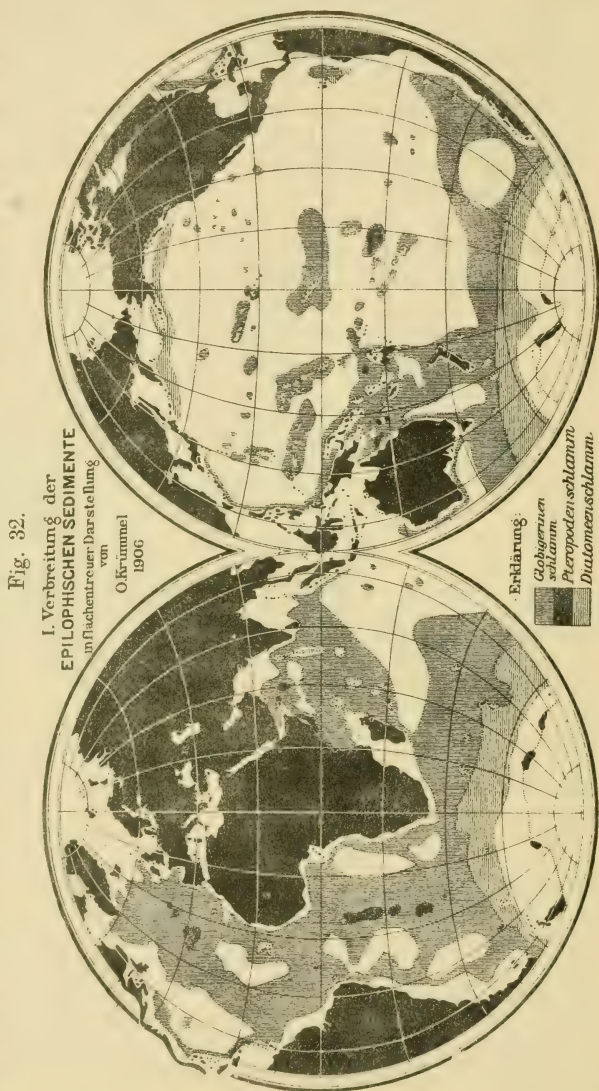 Fig. 32.
I. Verbreitung der
EPILOPHISCHEN SEDIMENTE
in flächentreuer Darstellung
von
O.Krümmel
1906
Erklärung:
Globigerinen
schlamm
Pteropodenschlamm
Diatomeenschlamm.